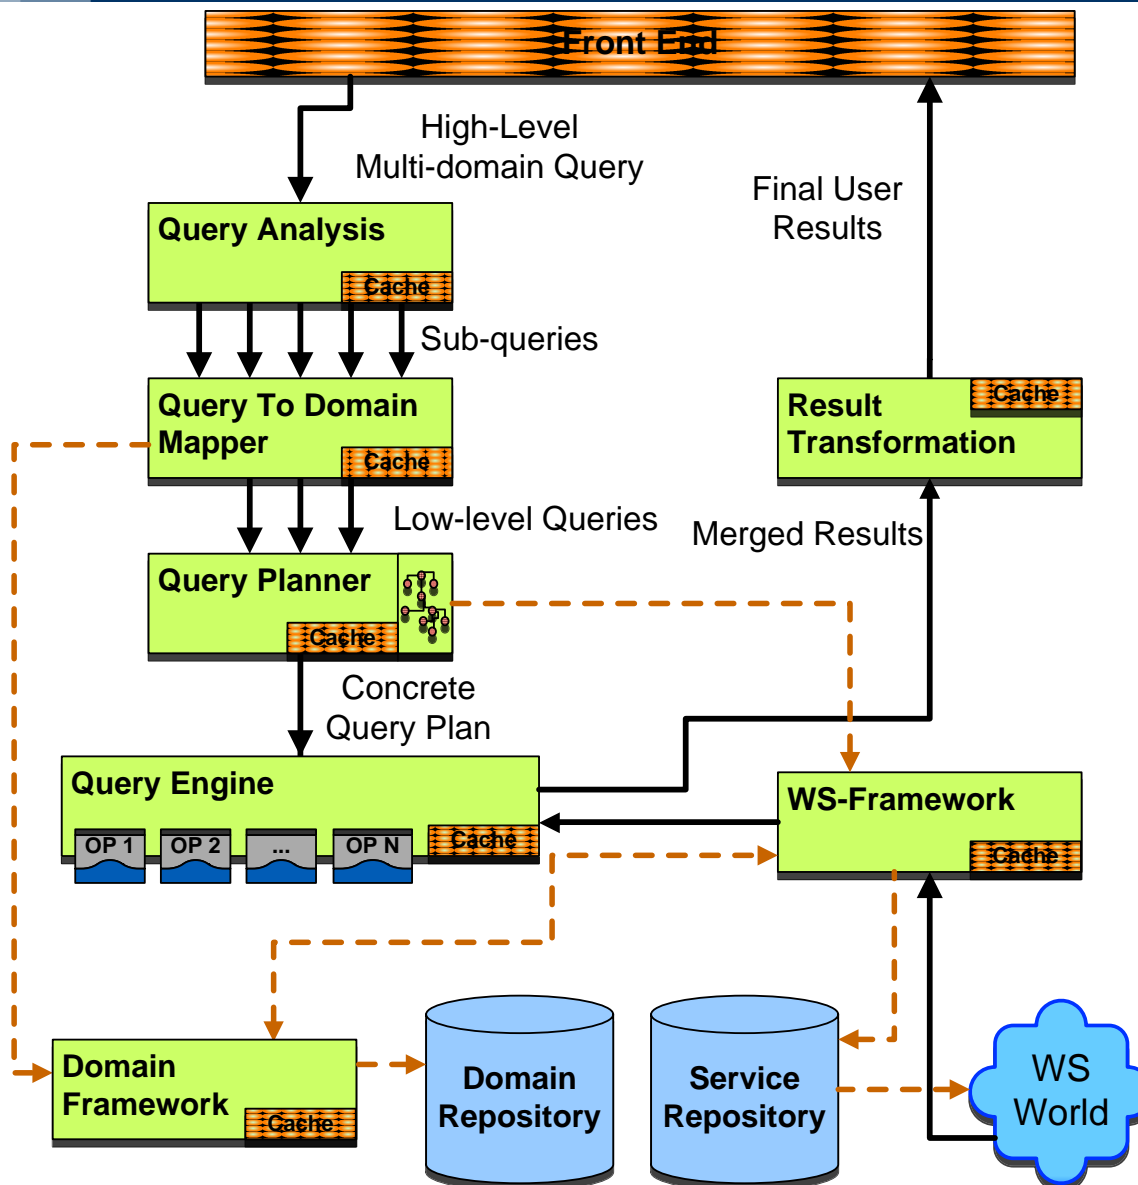 Front End
High-Level
Multi-domain Query
Final User
Results
Query Analysis
Cache
Sub-queries
Query To Domain
Mapper
Cache
Result
Transformation
Cache
Low-level Queries
Merged Results
Query Planner
Cache
Concrete
Query Plan
Query Engine
OP 1
OP 2
...
OP N
Cache
WS-Framework
Cache
Domain
Framework
Cache
Domain
Repository
Service
Repository
WS
World